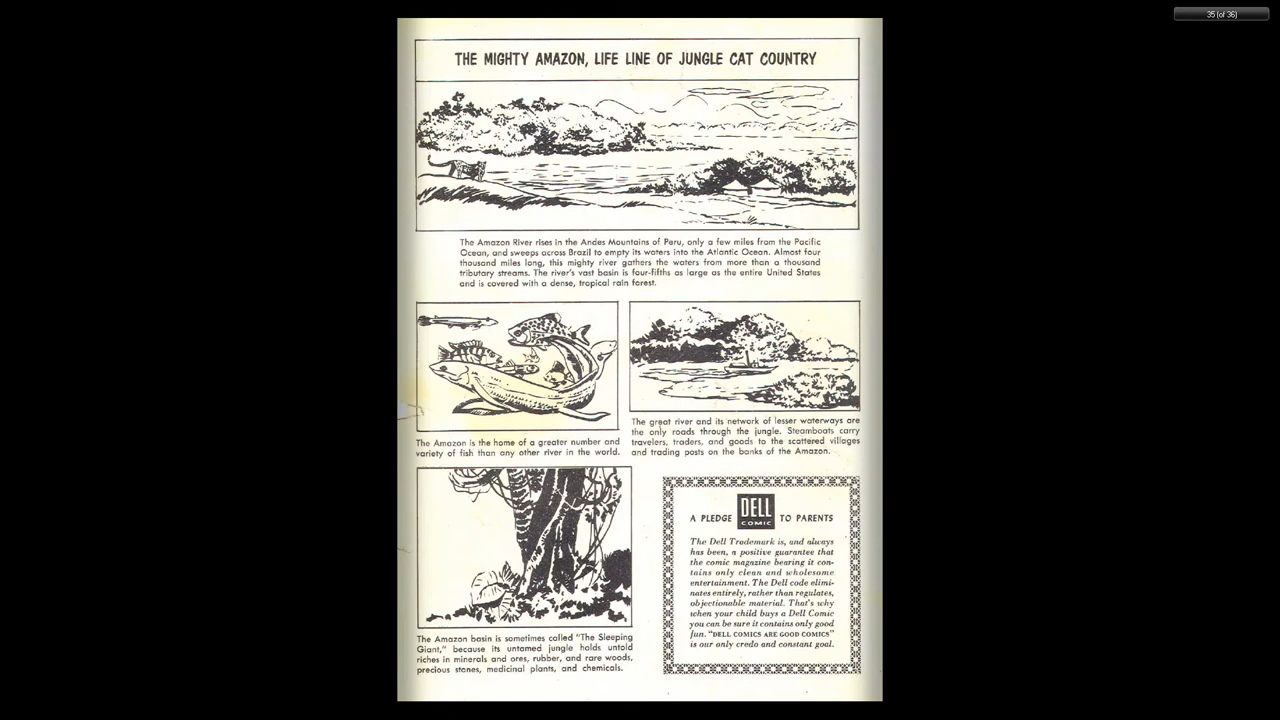 35 (of 36)
THE MIGHTY AMAZON, LIFE LINE OF JUNGLE CAT COUNTRY
The Amazon River rises in the Andes Mountains of Peru, only a few miles from the Pacific
Ocean, and sweeps across Brazil to empty its waters into the Atlantic Ocean. Almost four
thousand miles long, this mighty river gathers the waters from more than a thousand
tributary streams. The river's vast basin is four-fifths as large as the entire United States
and is covered with a dense, tropical rain forest.
The Amazon is the home of a greater number and
variety of fish than any other river in the world.
The great river and its network of lesser waterways are
the only roads through the jungle. Steamboats carry
travelers, traders, and goods to the scattered villages
and trading posts on the banks of the Amazon.
The Amazon basin is sometimes called "The Sleeping
Giant," because its untamed jungle holds untold
riches in minerals and ores, rubber, and rare woods,
precious stones, medicinal plants, and chemicals.
A PLEDGE DELL COMIC TO PARENTS
The Dell Trademark is, and always
has been, a positive guarantee that
the comic magazine bearing it con-
tains only clean and wholesome
entertainment. The Dell code elimi-
nates entirely, rather than regulates,
objectionable material. That's why
when your child buys a Dell Comic
you can be sure it contains only good
fun. "DELL COMICS ARE GOOD COMICS"
is our only credo and constant goal.